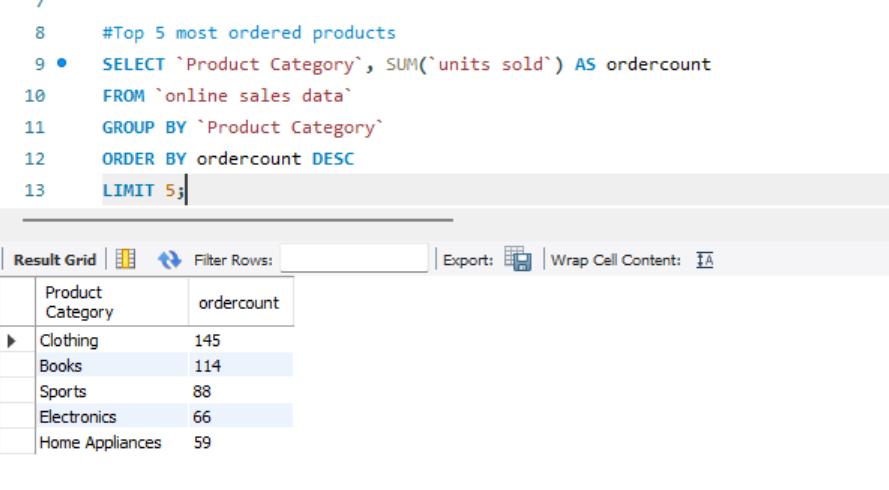 7
8 #Top 5 most ordered products
9 SELECT `Product Category`, SUM(`units sold`) AS ordercount
10 FROM `online sales data`
11 GROUP BY `Product Category`
12 ORDER BY ordercount DESC
13 LIMIT 5;
Result Grid Filter Rows: Export: Wrap Cell Content: IA
Product Category ordercount
Clothing 145
Books 114
Sports 88
Electronics 66
Home Appliances 59